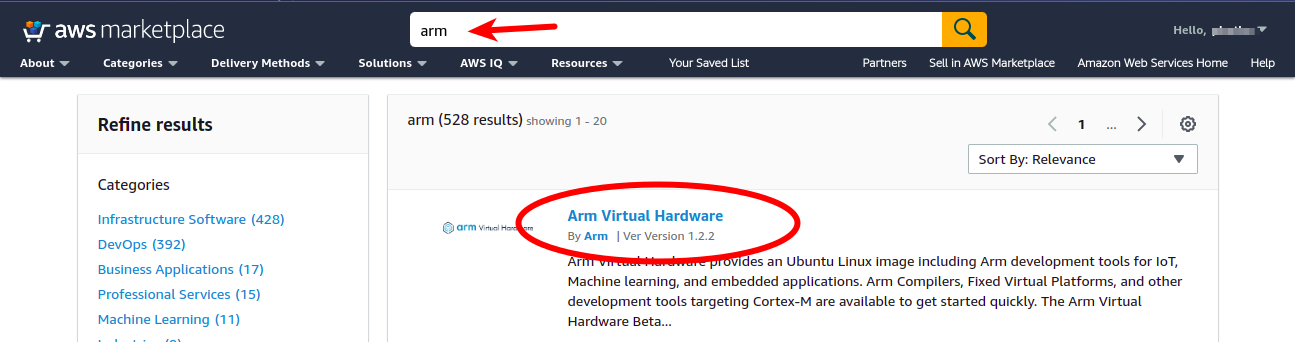 aws marketplace
arm
Hello,
About Categories Delivery Methods Solutions AWS IQ Resources Your Saved List Partners Sell in AWS Marketplace Amazon Web Services Home Help
Refine results
arm (528 results) showing 1 - 20
1 ...
Sort By: Relevance
Categories
Infrastructure Software (428)
DevOps (392)
Business Applications (17)
Professional Services (15)
Machine Learning (11)
arm Virtual Hardware
Arm Virtual Hardware
By Arm | Ver Version 1.2.2
Arm Virtual Hardware provides an Ubuntu Linux image including Arm development tools for IoT,
Machine learning, and embedded applications. Arm Compilers, Fixed Virtual Platforms, and other
development tools targeting Cortex-M are available to get started quickly. The Arm Virtual
Hardware Beta...